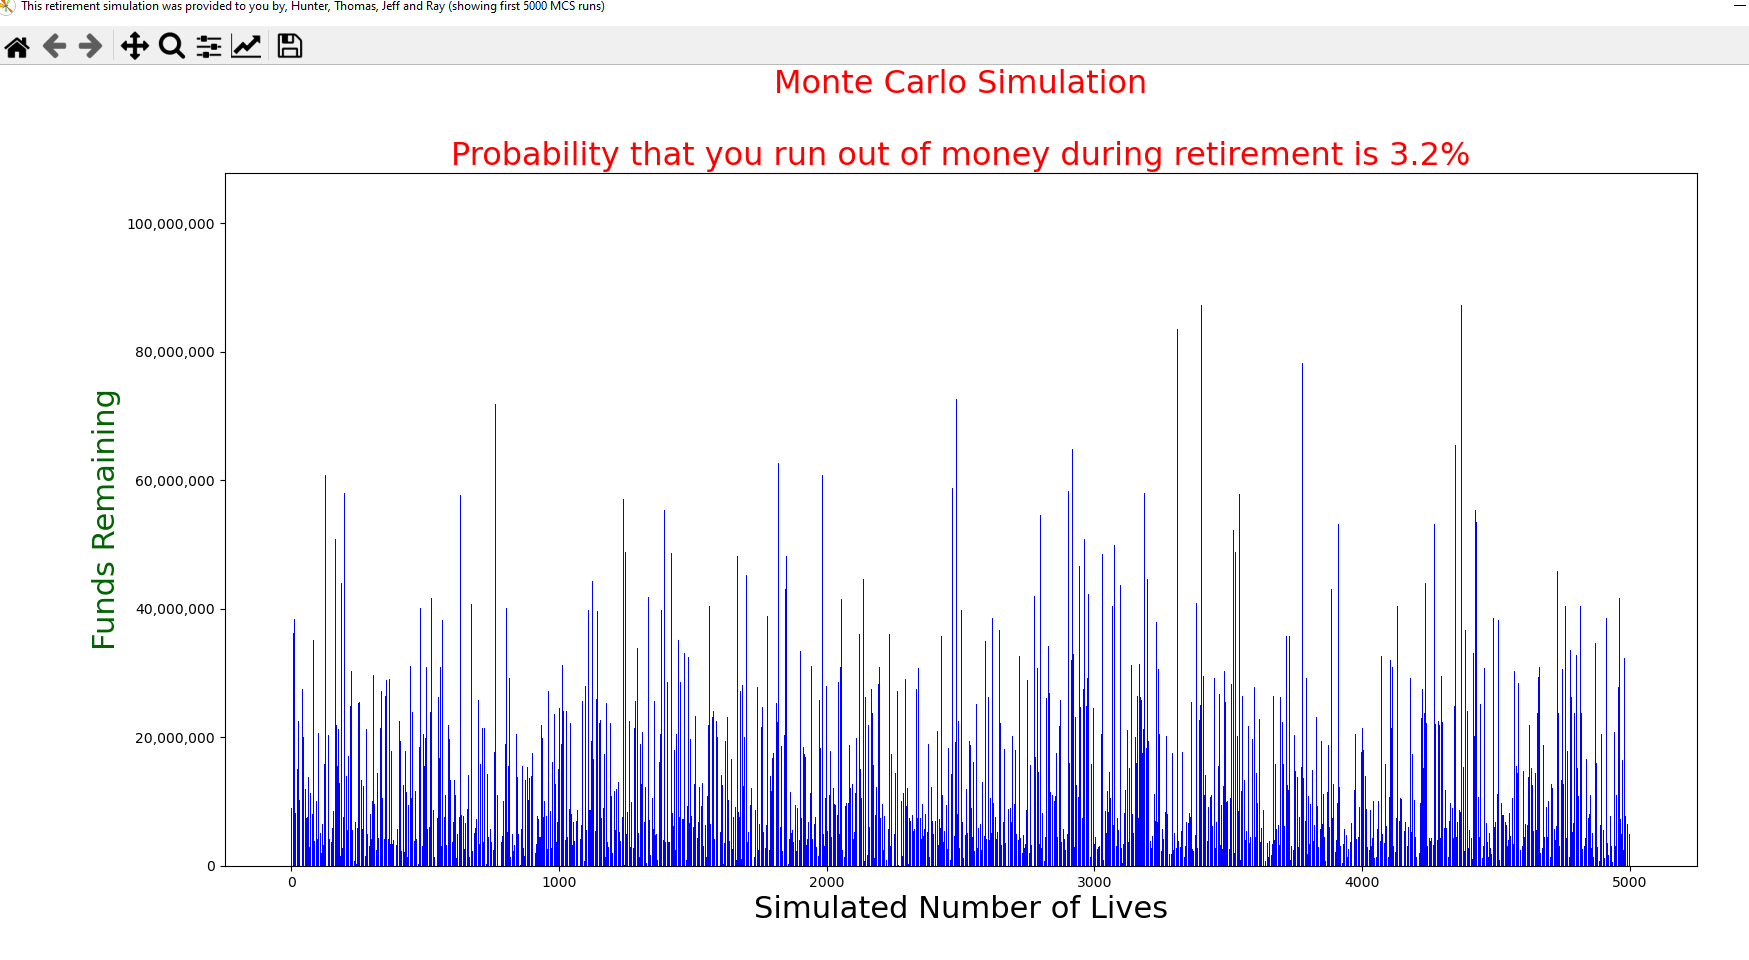 This retirement simulation was provided to you by, Hunter, Thomas, Jeff and Ray (showing first 5000 MCS runs)
Monte Carlo Simulation
Probability that you run out of money during retirement is 3.2%
100,000,000
80,000,000
60,000,000
40,000,000
20,000,000
0
Funds Remaining
0 1000 2000 3000 4000 5000
Simulated Number of Lives